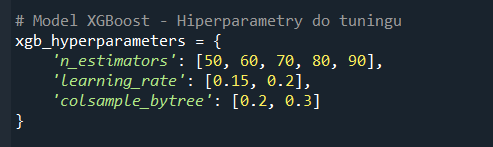 # Model XGBoost - Hiperparametry do tuningu
xgb_hyperparameters = {
    'n_estimators': [50, 60, 70, 80, 90],
    'learning_rate': [0.15, 0.2],
    'colsample_bytree': [0.2, 0.3]
}